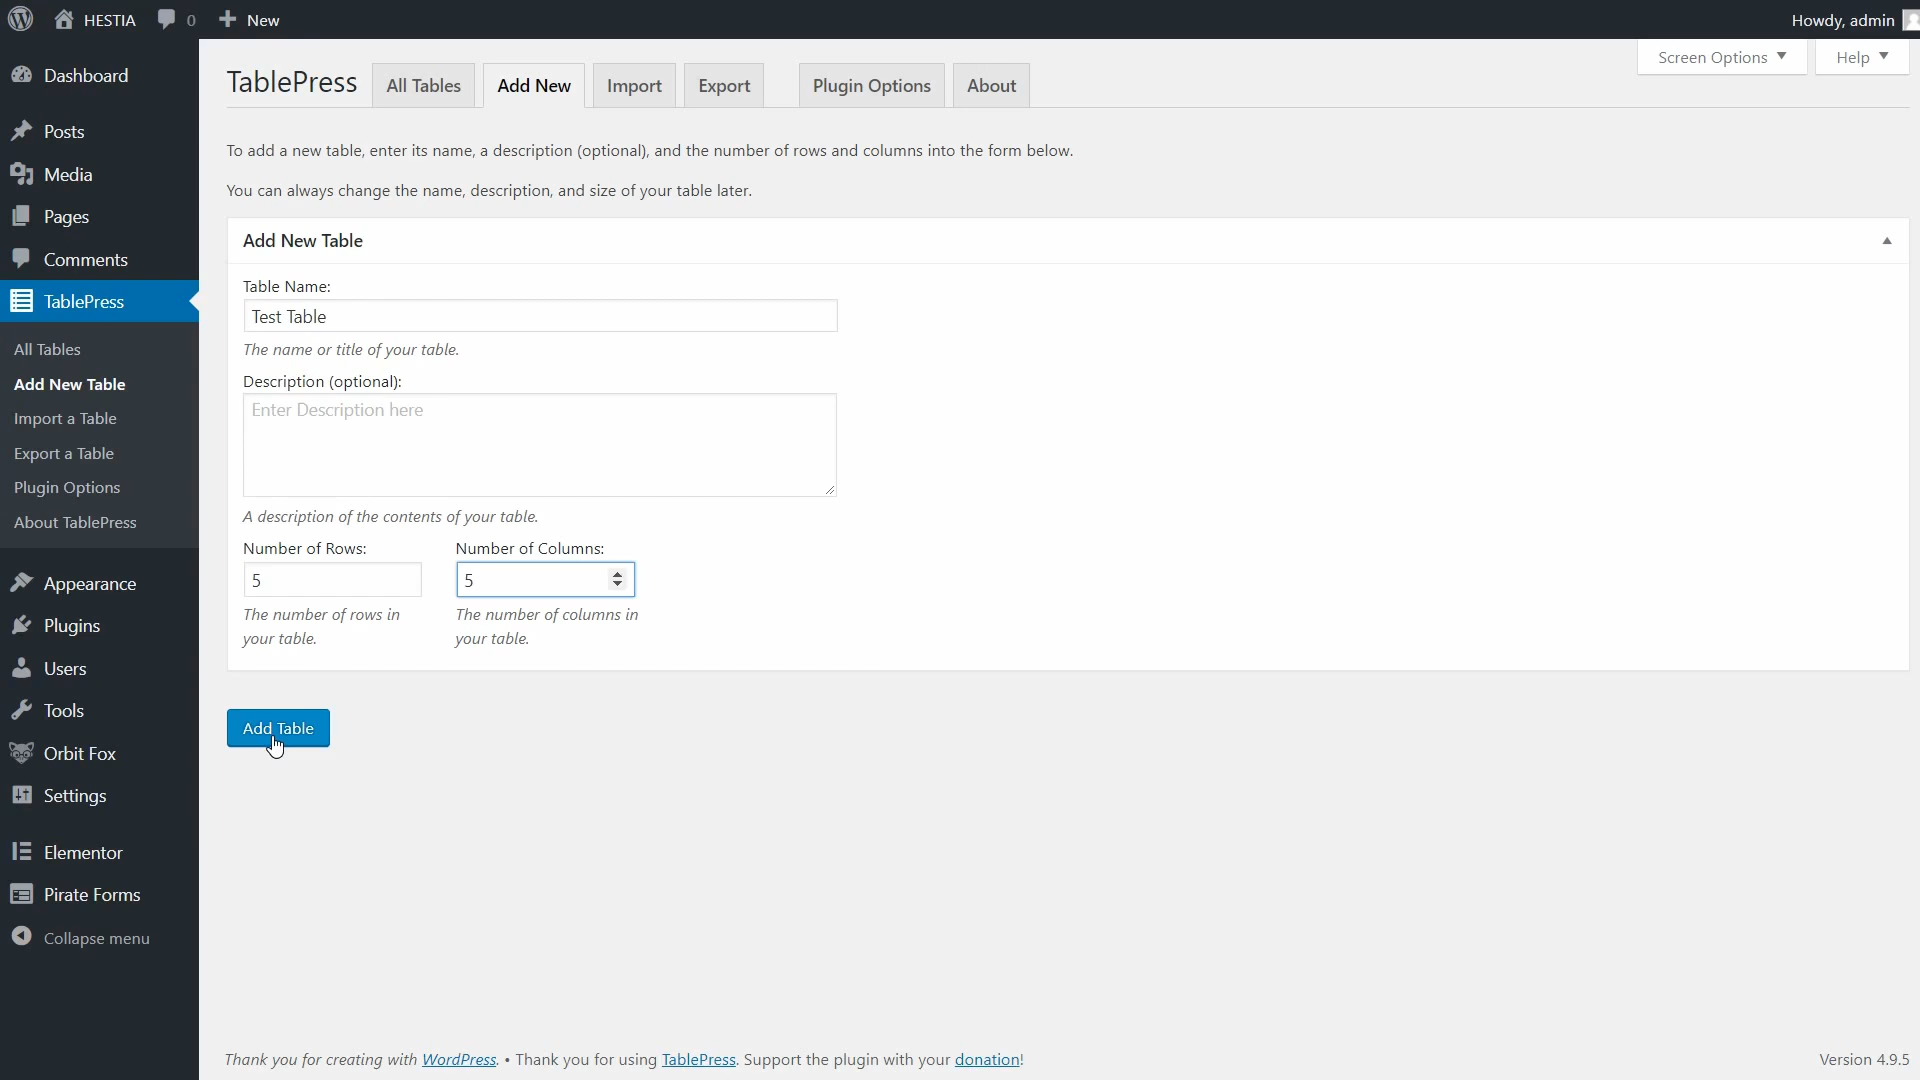 HESTIA 0 New Howdy, admin
Dashboard
Posts
Media
Pages
Comments
TablePress
All Tables
Add New Table
Import a Table
Export a Table
Plugin Options
About TablePress
Appearance
Plugins
Users
Tools
Orbit Fox
Settings
Elementor
Pirate Forms
Collapse menu
Screen Options Help
TablePress All Tables Add New Import Export Plugin Options About
To add a new table, enter its name, a description (optional), and the number of rows and columns into the form below.
You can always change the name, description, and size of your table later.
Add New Table
Table Name:
Test Table
The name or title of your table.
Description (optional):
Enter Description here
A description of the contents of your table.
Number of Rows: Number of Columns:
5 5
The number of rows in The number of columns in
your table. your table.
Add Table
Thank you for creating with WordPress. • Thank you for using TablePress. Support the plugin with your donation! Version 4.9.5